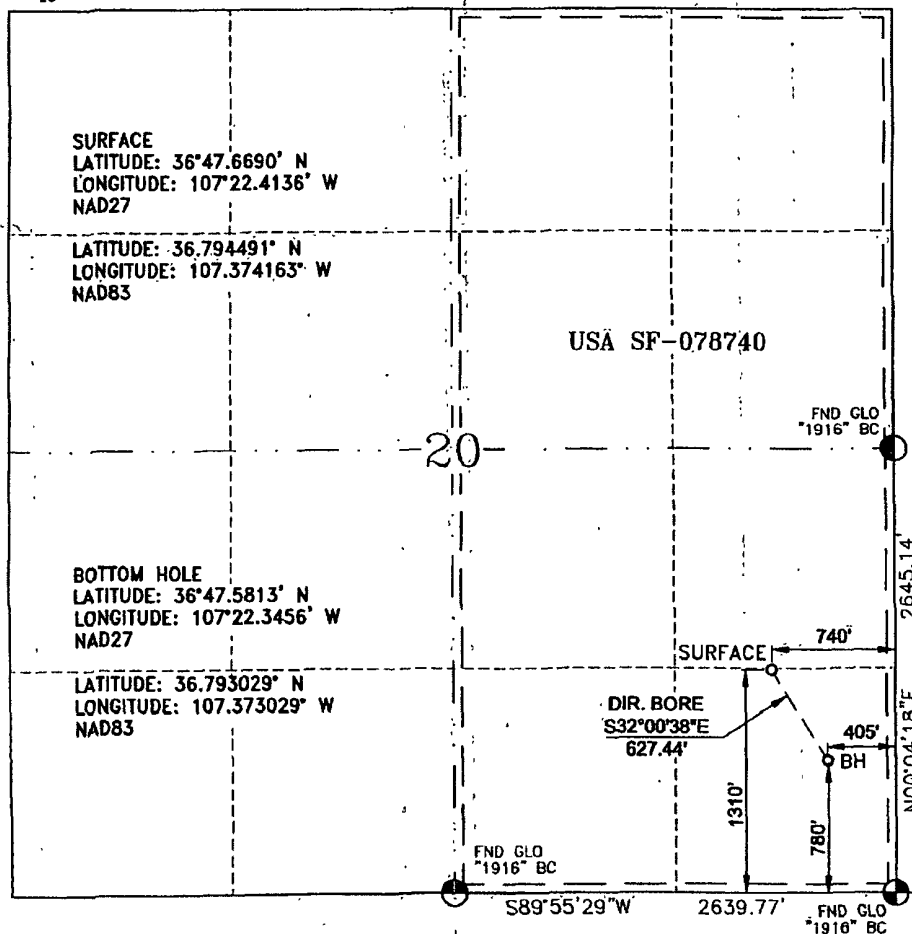 SURFACE
LATITUDE: 36°47.6690' N
LONGITUDE: 107°22.4136' W
NAD27
LATITUDE: 36.794491° N
LONGITUDE: 107.374163° W
NAD83
USA SF-078740
FND GLO
"1916" BC
20
BOTTOM HOLE
LATITUDE: 36°47.5813' N
LONGITUDE: 107°22.3456' W
NAD27
LATITUDE: 36.793029° N
LONGITUDE: 107.373029° W
NAD83
2645.14'
N00°04'18"E
740'
SURFACE
DIR. BORE
S32°00'38"E
627.44'
405'
BH
1310'
780'
FND GLO
"1916" BC
S89°55'29"W 2639.77'
FND GLO
"1916" BC